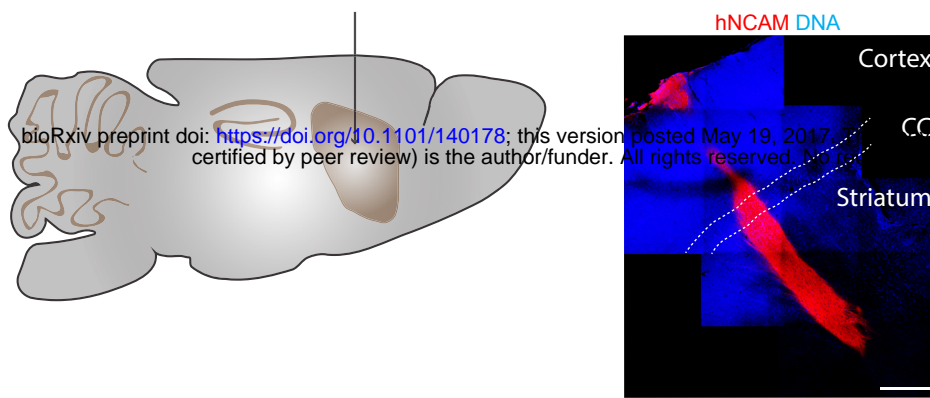 hNCAM DNA
Cortex
CC
bioRxiv preprint doi: https://doi.org/10.1101/140178; this version posted May 19, 2017.
certified by peer review) is the author/funder. All rights reserved. No
Striatum